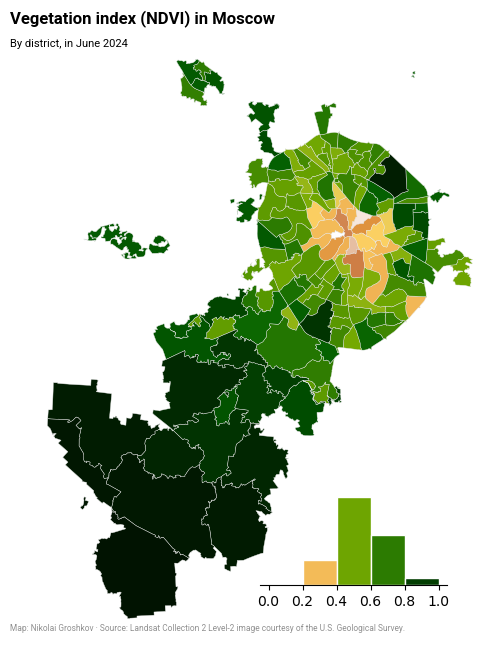 Vegetation index (NDVI) in Moscow
By district, in June 2024
0.0 0.2 0.4 0.6 0.8 1.0
Map: Nikolai Groshkov · Source: Landsat Collection 2 Level-2 image courtesy of the U.S. Geological Survey.